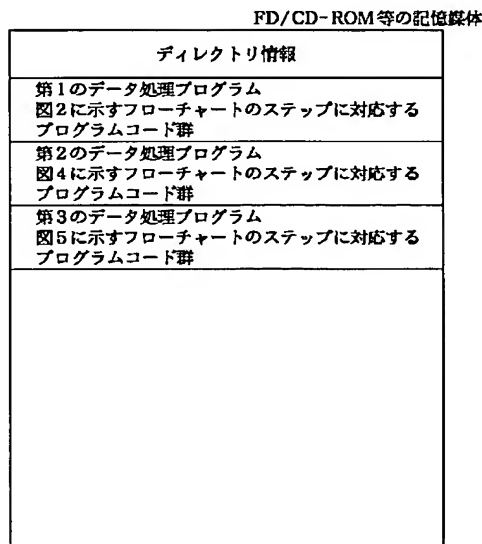 FD/CD-ROM等の記憶媒体
ディレクトリ情報
第1のデータ処理プログラム
図2に示すフローチャートのステップに対応する
プログラムコード群
第2のデータ処理プログラム
図4に示すフローチャートのステップに対応する
プログラムコード群
第3のデータ処理プログラム
図5に示すフローチャートのステップに対応する
プログラムコード群